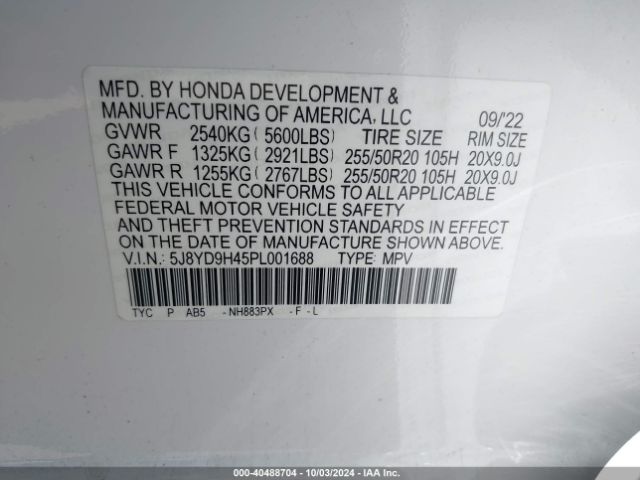 MFD. BY HONDA DEVELOPMENT &
MANUFACTURING OF AMERICA, LLC 09/'22
GVWR 2540KG( 5600LBS) TIRE SIZE RIM SIZE
GAWR F 1325KG( 2921LBS) 255/50R20 105H 20X9.0J
GAWR R 1255KG( 2767LBS) 255/50R20 105H 20X9.0J
THIS VEHICLE CONFORMS TO ALL APPLICABLE
FEDERAL MOTOR VEHICLE SAFETY
AND THEFT PREVENTION STANDARDS IN EFFECT
ON THE DATE OF MANUFACTURE SHOWN ABOVE.
V.I.N.: 5J8YD9H45PL001688 TYPE: MPV
TYC P AB5 - NH883PX - F - L
000-40488704 - 10/03/2024 - IAA Inc.